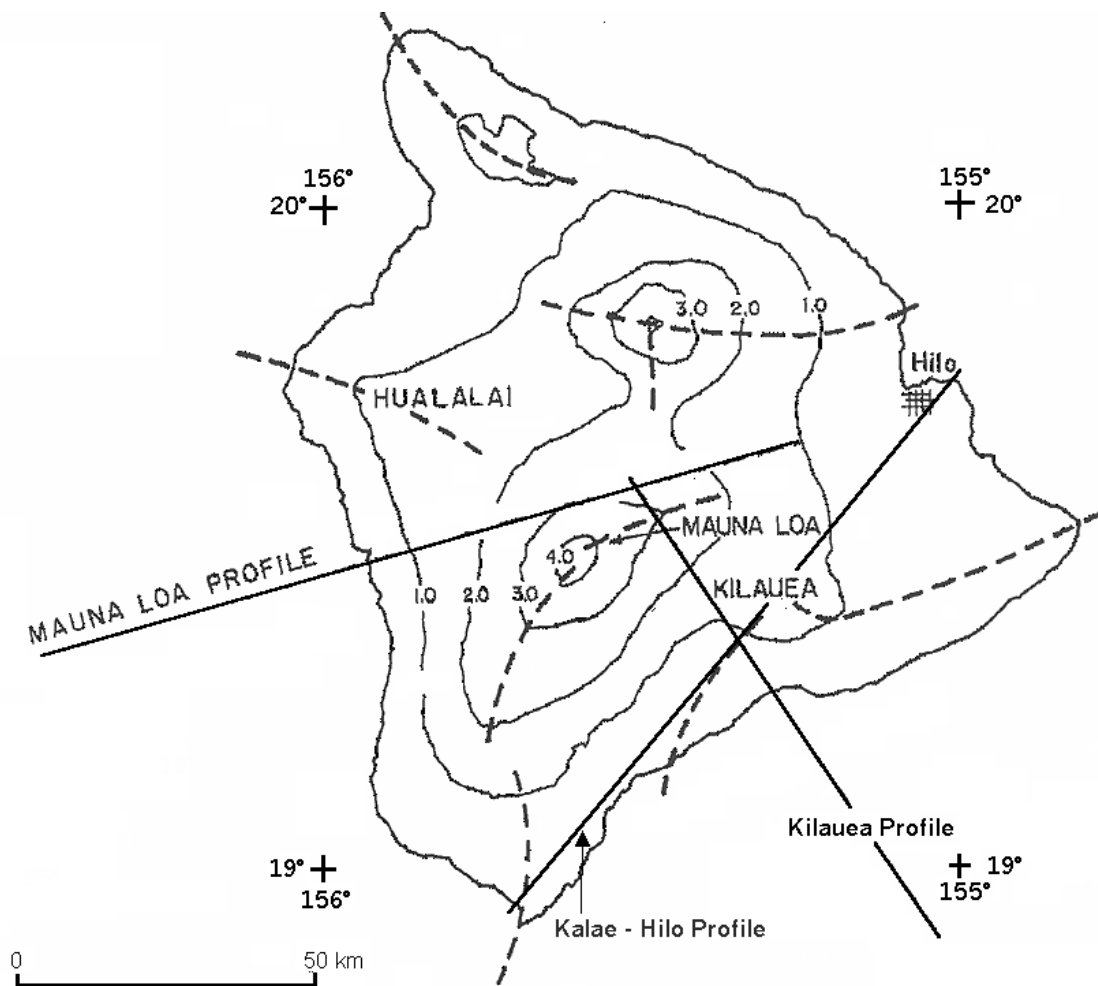 156°
20°
155°
20°
3.0
2.0
1.0
Hilo
HUALALAI
MAUNA LOA
4.0
KILAUEA
1.0
2.0
3.0
MAUNA LOA PROFILE
Kilauea Profile
19°
156°
19°
155°
Kalae - Hilo Profile
0
50 km